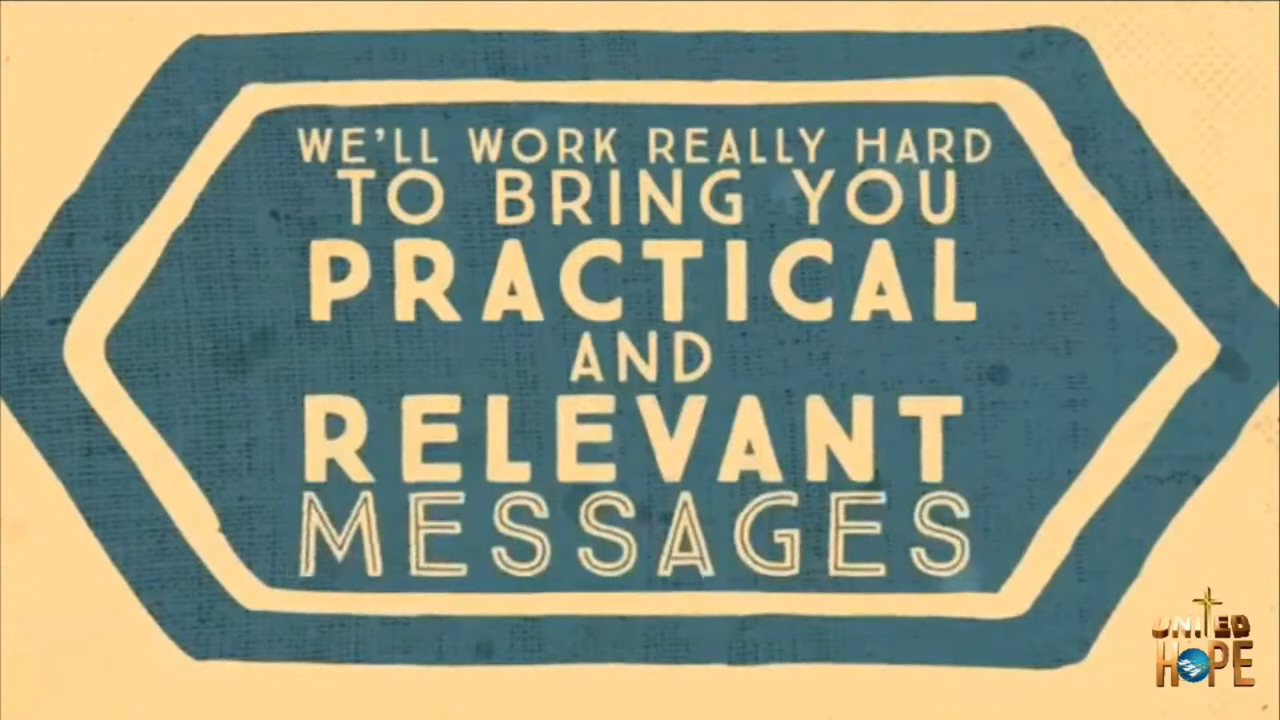 WE'LL WORK REALLY HARD
TO BRING YOU
PRACTICAL
AND
RELEVANT
MESSAGES
UNITED
HOPE